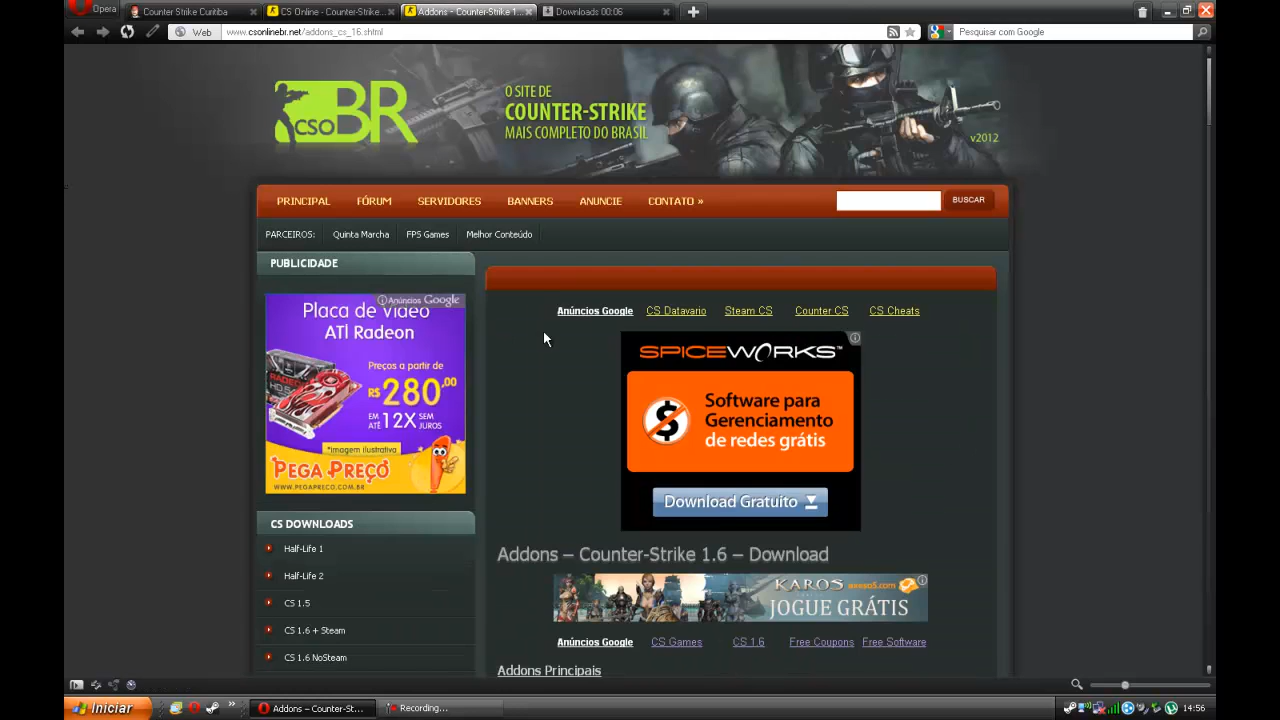 Opera
Counter Strike Curitiba
CS Online - Counter-Strike...
Addons - Counter-Strike 1...
Downloads 00:06
Web
www.csonlinebr.net/addons_cs_16.shtml
Pesquisar com Google
csoBR
O SITE DE
COUNTER-STRIKE
MAIS COMPLETO DO BRASIL
v2012
PRINCIPAL
FÓRUM
SERVIDORES
BANNERS
ANUNCIE
CONTATO »
BUSCAR
PARCEIROS:
Quinta Marcha
FPS Games
Melhor Conteúdo
PUBLICIDADE
Anúncios Google
Placa de vídeo
ATI Radeon
Preços a partir de
R$ 280,00
EM ATÉ 12X SEM JUROS
*imagem ilustrativa
PEGA PREÇO
WWW.PEGAPRECO.COM.BR
Anúncios Google
CS Datavario
Steam CS
Counter CS
CS Cheats
SPICEWORKS™
Software para
Gerenciamento
de redes grátis
Download Gratuito
CS DOWNLOADS
Half-Life 1
Half-Life 2
CS 1.5
CS 1.6 + Steam
CS 1.6 NoSteam
Addons – Counter-Strike 1.6 – Download
KAROS
JOGUE GRÁTIS
Anúncios Google
CS Games
CS 1.6
Free Coupons
Free Software
Addons Principais
Iniciar
Addons – Counter-St...
Recording...
14:56